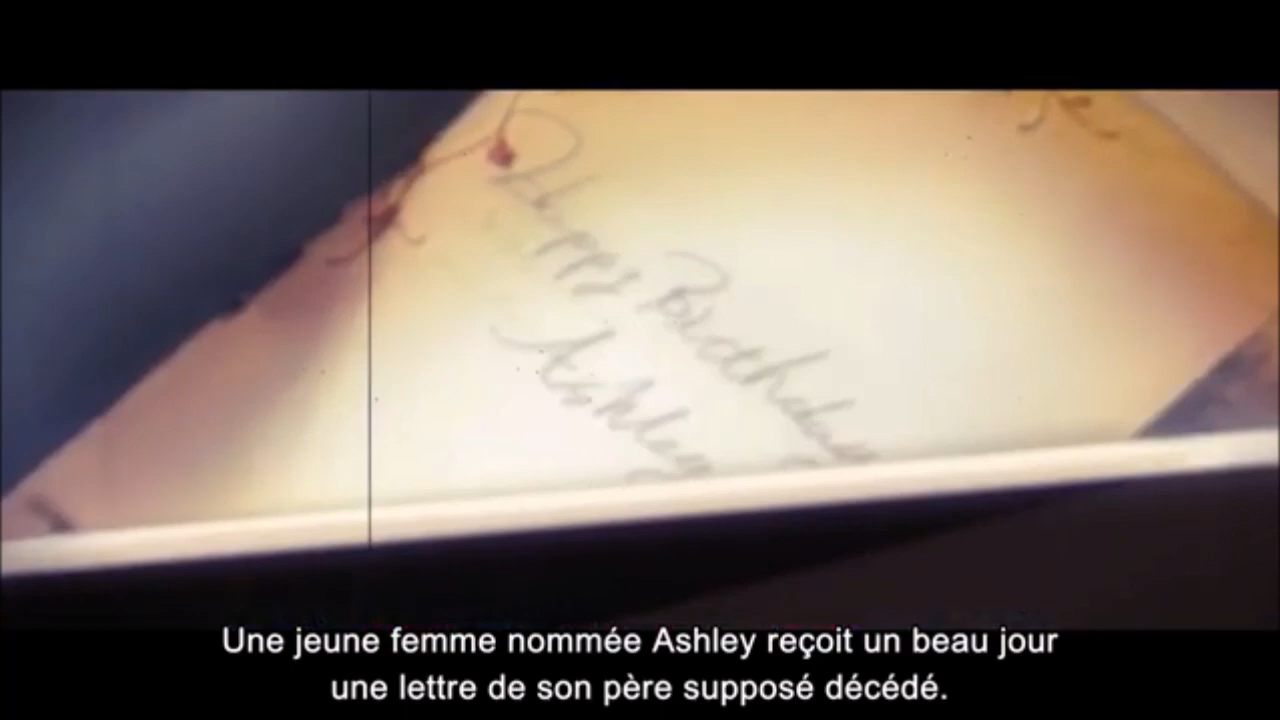 Happy Birthday
Ashley
Une jeune femme nommée Ashley reçoit un beau jour
une lettre de son père supposé décédé.